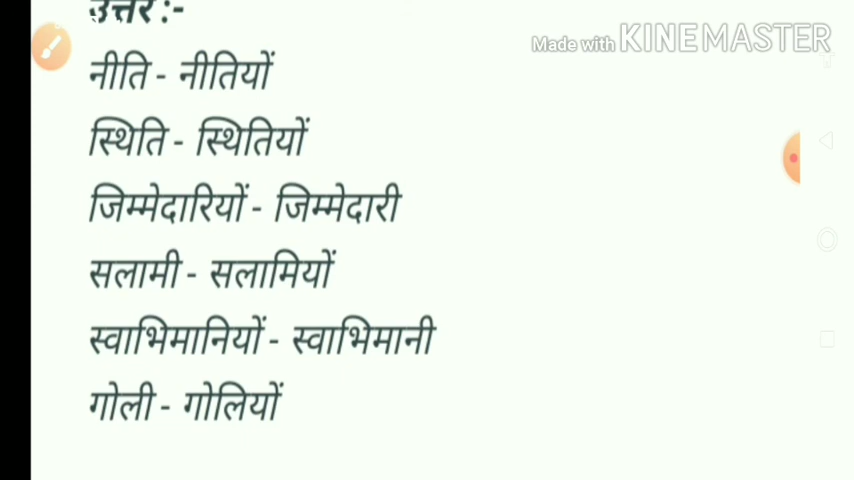 उत्तर :-
Made with KINEMASTER
नीति - नीतियों
स्थिति - स्थितियों
जिम्मेदारियों - जिम्मेदारी
सलामी - सलामियों
स्वाभिमानियों - स्वाभिमानी
गोली - गोलियों